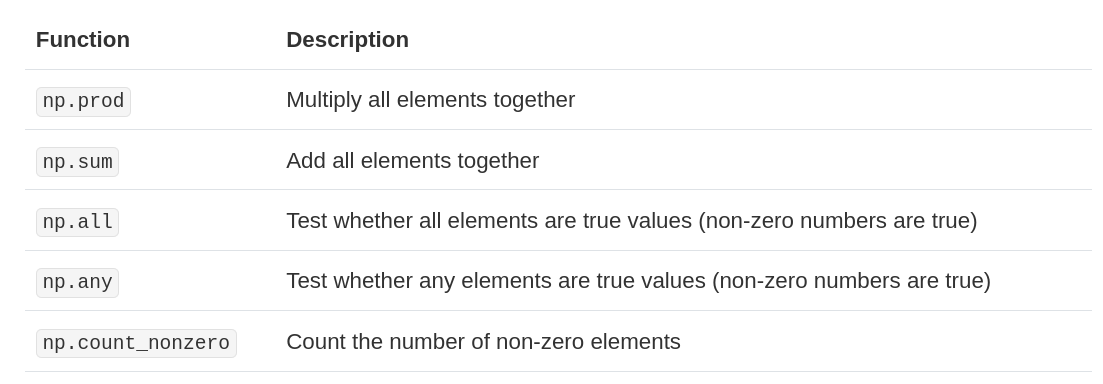 Function Description
np.prod Multiply all elements together
np.sum Add all elements together
np.all Test whether all elements are true values (non-zero numbers are true)
np.any Test whether any elements are true values (non-zero numbers are true)
np.count_nonzero Count the number of non-zero elements